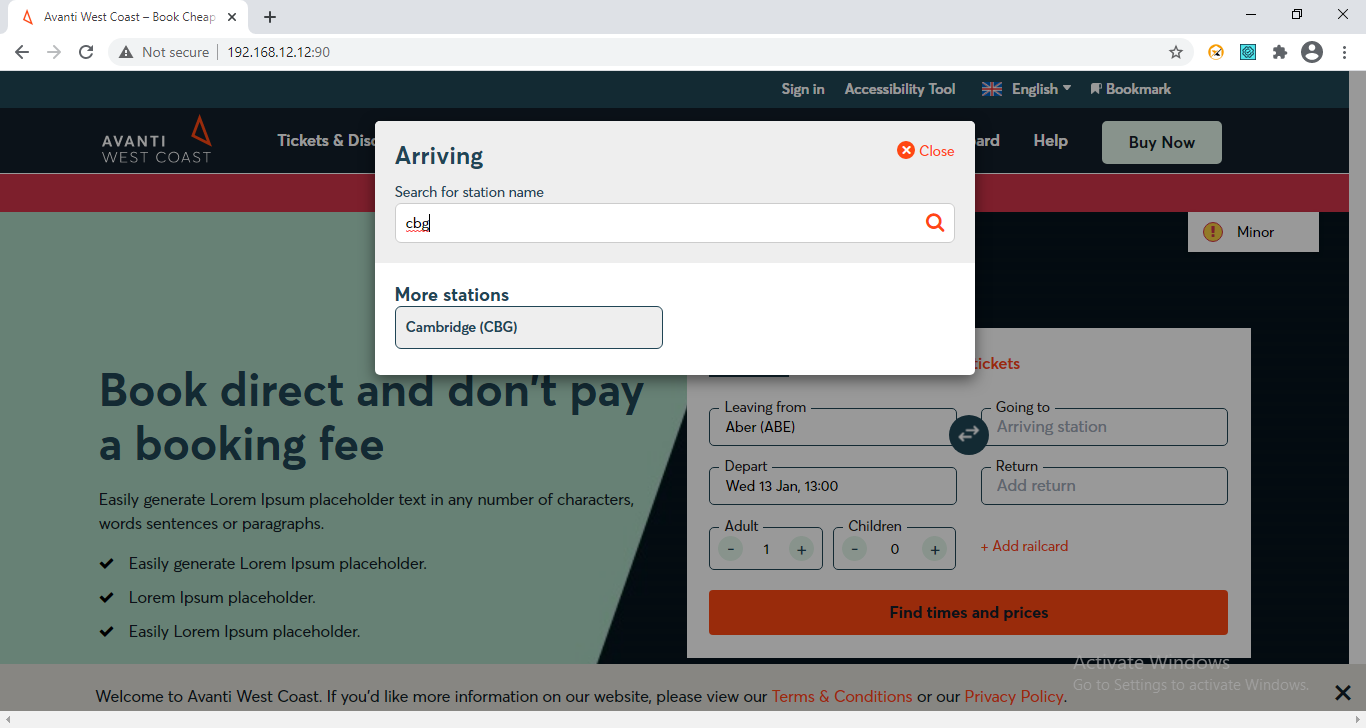 Avanti West Coast – Book Cheap
Not secure
192.168.12.12:90
Sign in
Accessibility Tool
English
Bookmark
AVANTI
WEST COAST
Tickets & Disc
ard
Help
Buy Now
Arriving
Close
Search for station name
cbg
More stations
Cambridge (CBG)
Minor
Book direct and don't pay
a booking fee
Easily generate Lorem Ipsum placeholder text in any number of characters,
words sentences or paragraphs.
Easily generate Lorem Ipsum placeholder.
Lorem Ipsum placeholder.
Easily Lorem Ipsum placeholder.
tickets
Leaving from
Aber (ABE)
Going to
Arriving station
Depart
Wed 13 Jan, 13:00
Return
Add return
Adult
- 1 +
Children
- 0 +
+ Add railcard
Find times and prices
Activate Windows
Go to Settings to activate Windows.
Welcome to Avanti West Coast. If you'd like more information on our website, please view our Terms & Conditions or our Privacy Policy.